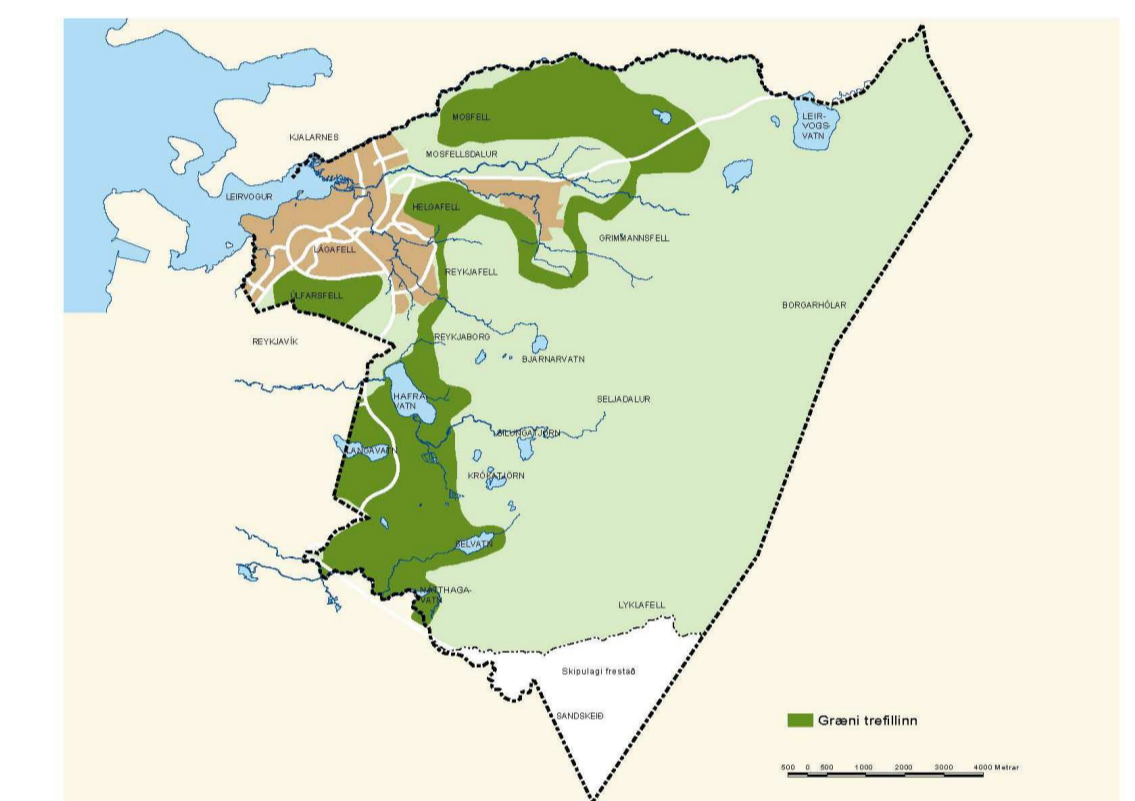 MOSFELL
LEIR-
VOGS-
VATN
KJALARNES
MOSFELLSDALUR
LEIRVOGUR
HELGAFELL
GRIMMANNSFELL
LÁGAFELL
REYKJAFELL
ÚLFARSFELL
BORGARHÓLAR
REYKJAVÍK
REYKJABORG
BJARNARVATN
HAFRA-
VATN
SELJADALUR
SILUNGATJÖRN
LANGAVATN
KRÓKATJÖRN
SELVATN
NÁTTHAGA-
VATN
LYKLAFELL
Skipulagi frestað
SANDSKEIÐ
Græni trefillinn
500 0 500 1000 2000 3000 4000 Metrar